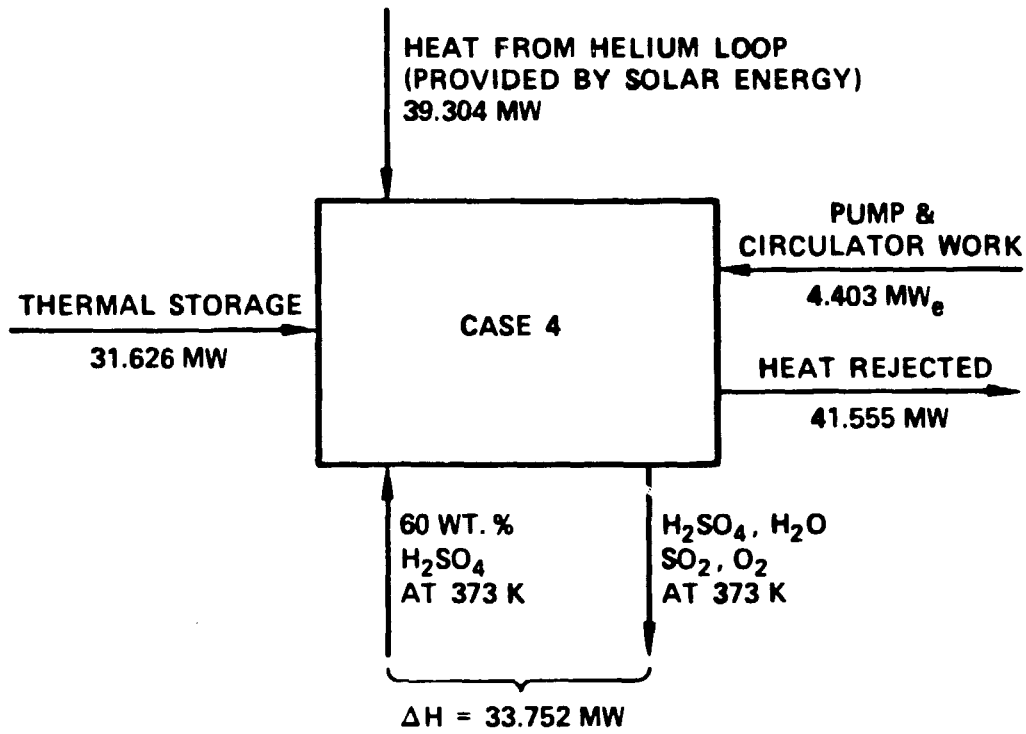 HEAT FROM HELIUM LOOP
(PROVIDED BY SOLAR ENERGY)
39.304 MW
PUMP &
CIRCULATOR WORK
4.403 MWₑ
THERMAL STORAGE
31.626 MW
CASE 4
HEAT REJECTED
41.555 MW
60 WT. %
H₂SO₄
AT 373 K
H₂SO₄, H₂O
SO₂, O₂
AT 373 K
ΔH = 33.752 MW